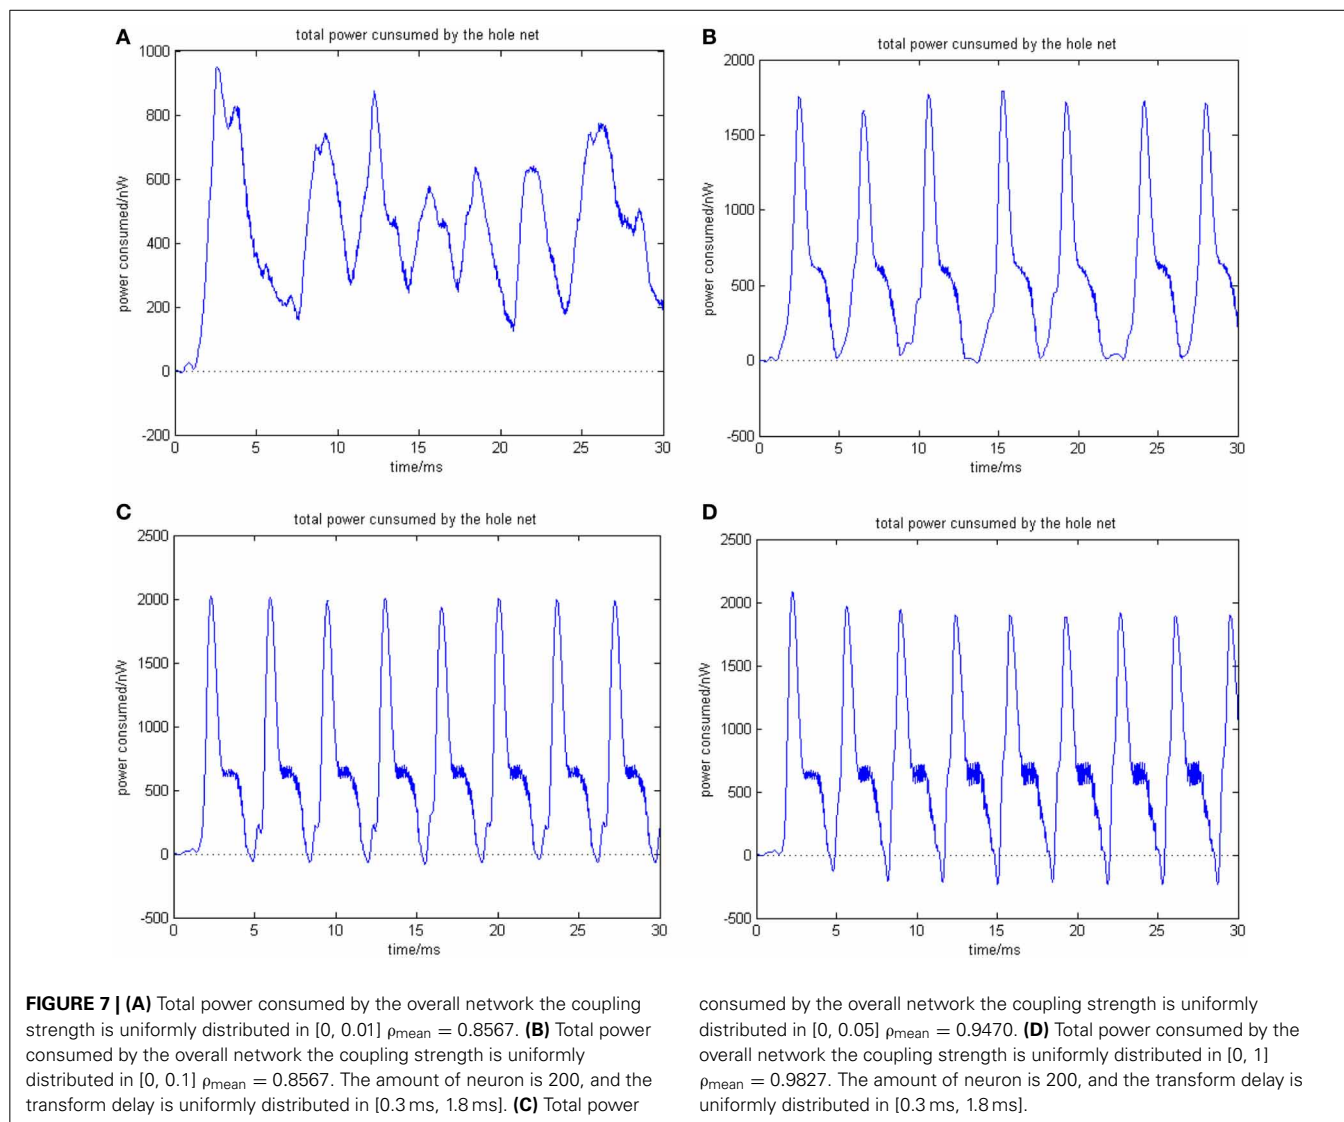 A
total power cunsumed by the hole net
1000
800
600
400
200
0
-200
power consumed/nW
0 5 10 15 20 25 30
time/ms
B
total power cunsumed by the hole net
2000
1500
1000
500
0
-500
power consumed/nW
0 5 10 15 20 25 30
time/ms
C
total power cunsumed by the hole net
2500
2000
1500
1000
500
0
-500
power consumed/nW
0 5 10 15 20 25 30
time/ms
D
total power cunsumed by the hole net
2500
2000
1500
1000
500
0
-500
power consumed/nW
0 5 10 15 20 25 30
time/ms
FIGURE 7 | (A) Total power consumed by the overall network the coupling
strength is uniformly distributed in [0, 0.01] ρmean = 0.8567. (B) Total power
consumed by the overall network the coupling strength is uniformly
distributed in [0, 0.1] ρmean = 0.8567. The amount of neuron is 200, and the
transform delay is uniformly distributed in [0.3 ms, 1.8 ms]. (C) Total power
consumed by the overall network the coupling strength is uniformly
distributed in [0, 0.05] ρmean = 0.9470. (D) Total power consumed by the
overall network the coupling strength is uniformly distributed in [0, 1]
ρmean = 0.9827. The amount of neuron is 200, and the transform delay is
uniformly distributed in [0.3 ms, 1.8 ms].